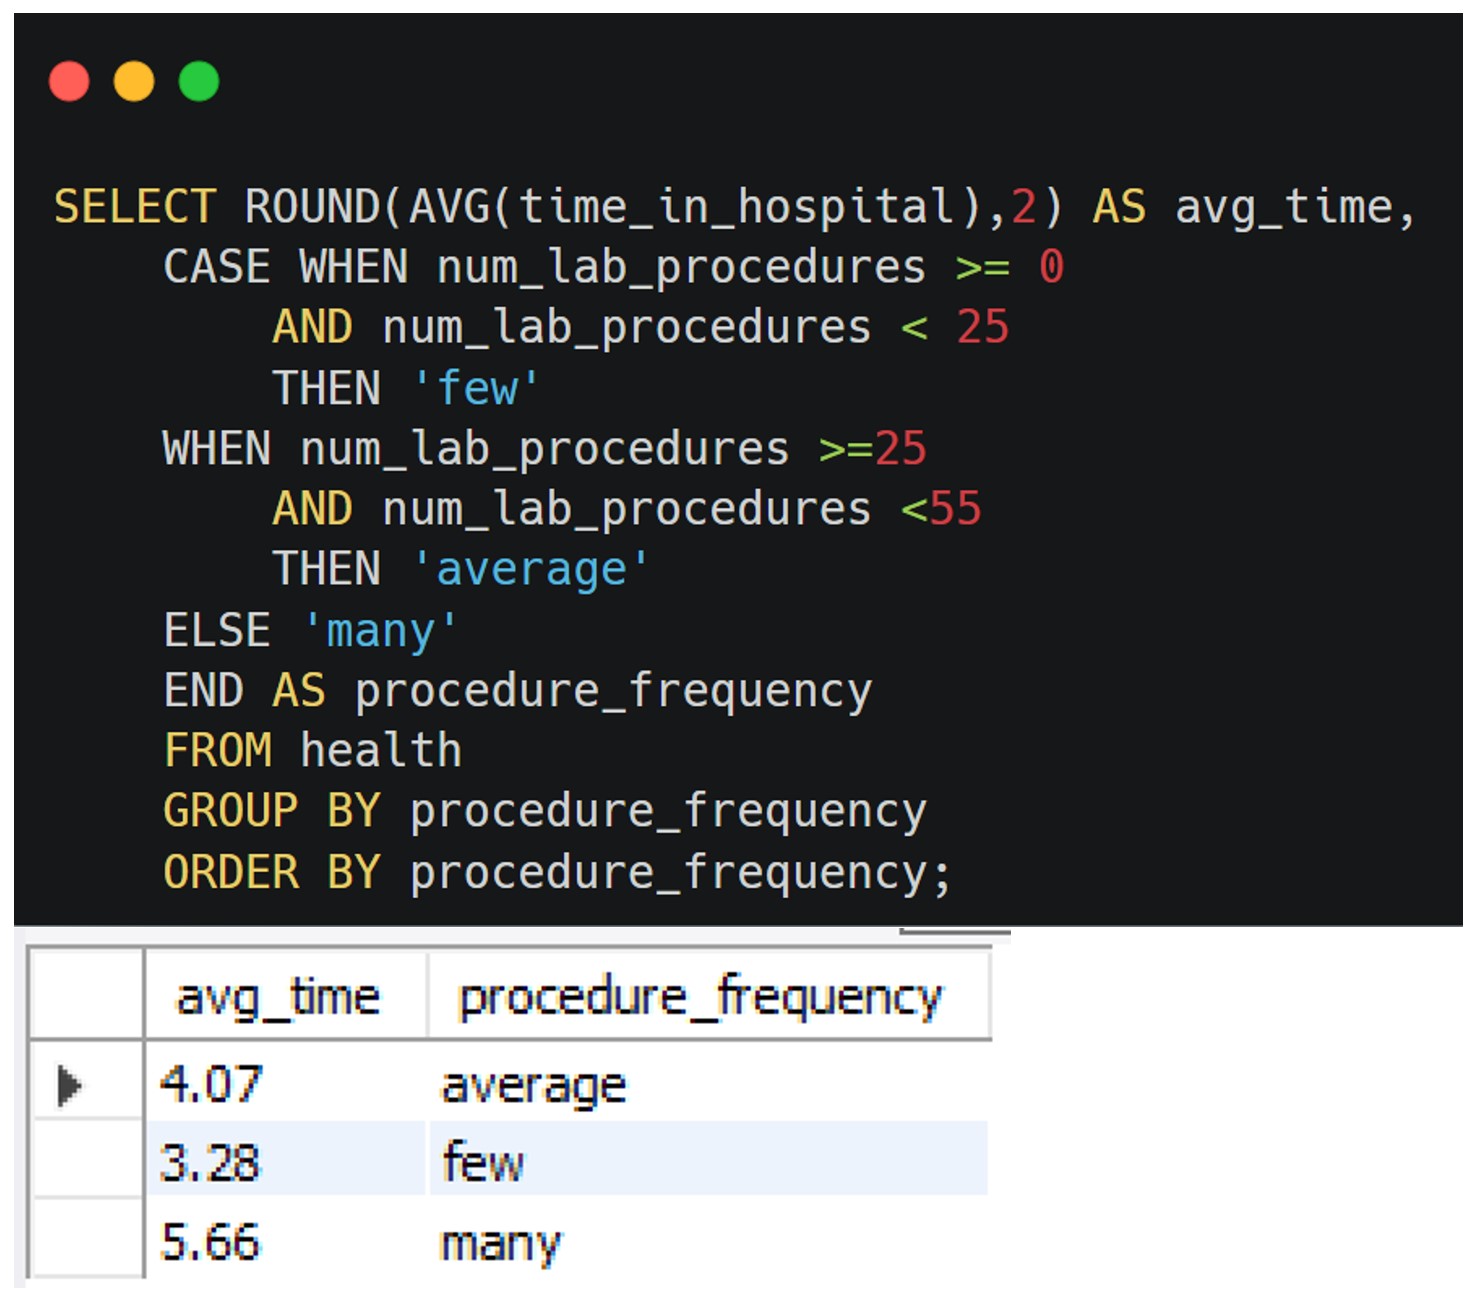 SELECT ROUND(AVG(time_in_hospital),2) AS avg_time,
CASE WHEN num_lab_procedures >= 0
AND num_lab_procedures < 25
THEN 'few'
WHEN num_lab_procedures >=25
AND num_lab_procedures <55
THEN 'average'
ELSE 'many'
END AS procedure_frequency
FROM health
GROUP BY procedure_frequency
ORDER BY procedure_frequency;
avg_time procedure_frequency
4.07 average
3.28 few
5.66 many